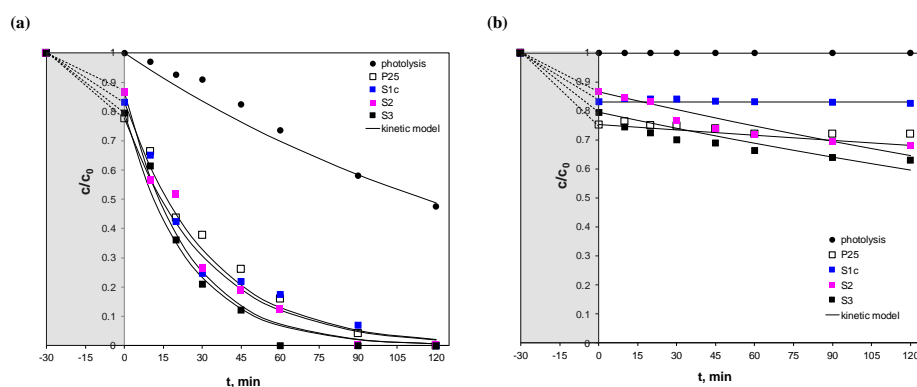 (a)
(b)
1
0.9
0.8
0.7
0.6
0.5
0.4
0.3
0.2
0.1
0
c/c0
-30
-15
0
15
30
45
60
75
90
105
120
t, min
photolysis
P25
S1c
S2
S3
kinetic model
1
0.9
0.8
0.7
0.6
0.5
0.4
0.3
0.2
0.1
0
c/c0
-30
-15
0
15
30
45
60
75
90
105
120
t, min
photolysis
P25
S1c
S2
S3
kinetic model